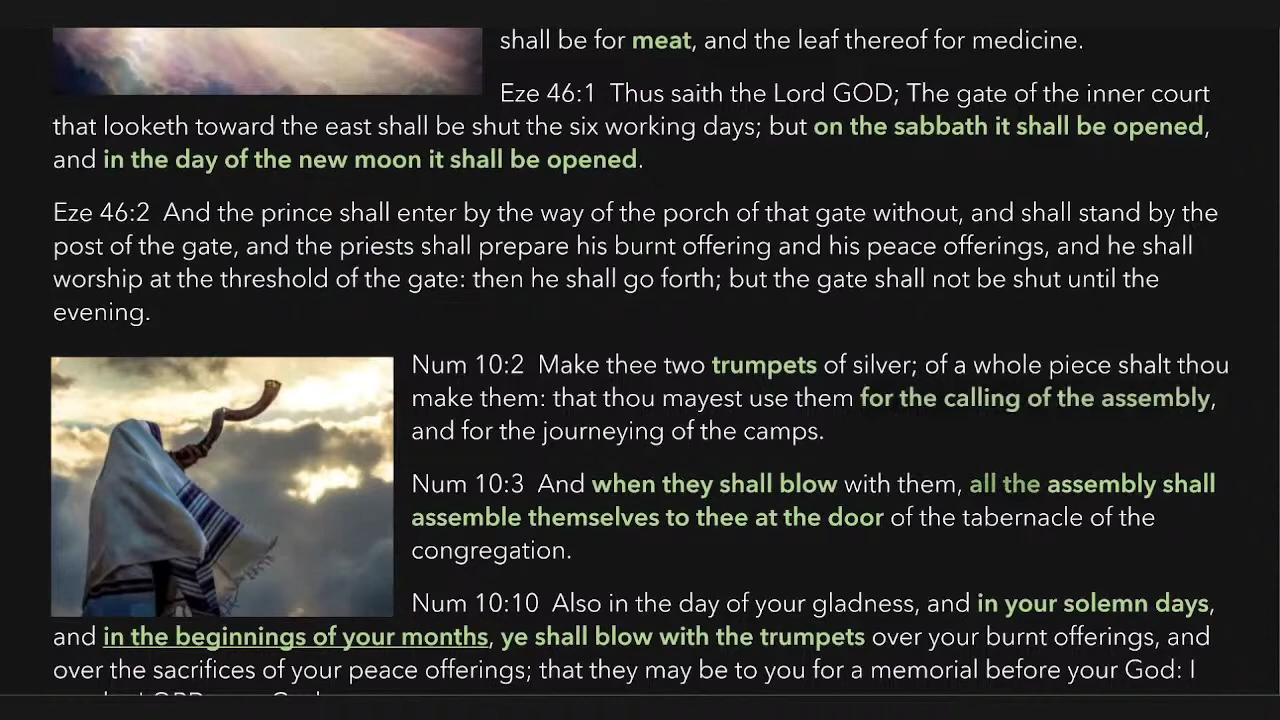 shall be for meat, and the leaf thereof for medicine.
Eze 46:1  Thus saith the Lord GOD; The gate of the inner court
that looketh toward the east shall be shut the six working days; but on the sabbath it shall be opened,
and in the day of the new moon it shall be opened.
Eze 46:2  And the prince shall enter by the way of the porch of that gate without, and shall stand by the
post of the gate, and the priests shall prepare his burnt offering and his peace offerings, and he shall
worship at the threshold of the gate: then he shall go forth; but the gate shall not be shut until the
evening.
Num 10:2  Make thee two trumpets of silver; of a whole piece shalt thou
make them: that thou mayest use them for the calling of the assembly,
and for the journeying of the camps.
Num 10:3  And when they shall blow with them, all the assembly shall
assemble themselves to thee at the door of the tabernacle of the
congregation.
Num 10:10  Also in the day of your gladness, and in your solemn days,
and in the beginnings of your months, ye shall blow with the trumpets over your burnt offerings, and
over the sacrifices of your peace offerings; that they may be to you for a memorial before your God: I